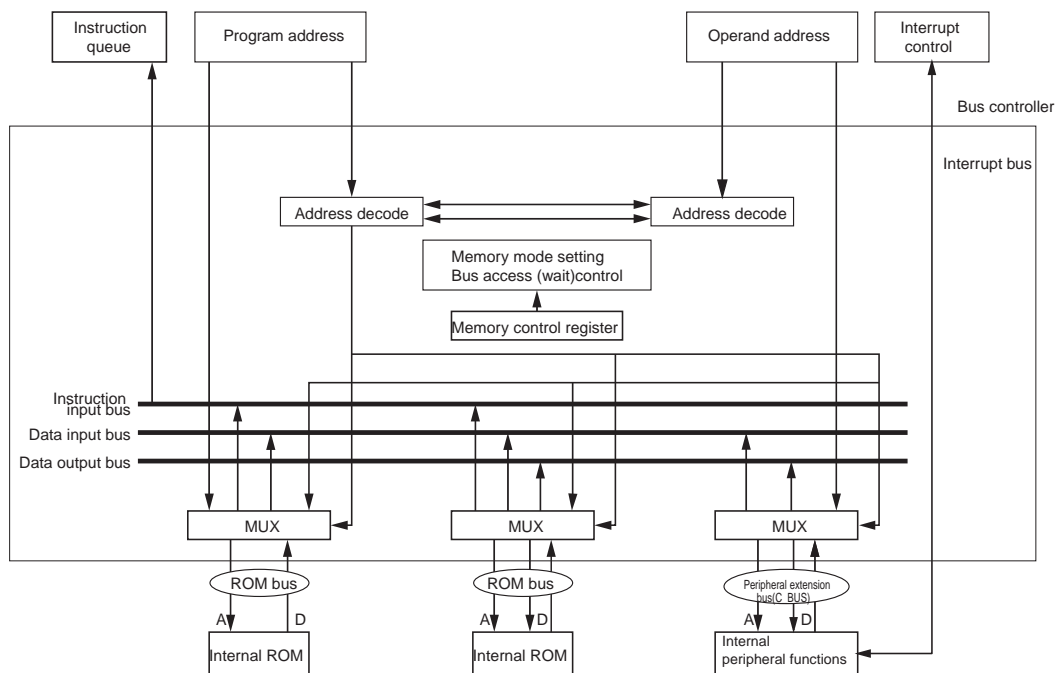 Instruction
queue
Program address
Operand address
Interrupt
control
Bus controller
Interrupt bus
Address decode
Address decode
Memory mode setting
Bus access (wait)control
Memory control register
Instruction
input bus
Data input bus
Data output bus
MUX
MUX
MUX
ROM bus
ROM bus
Peripheral extension
bus(C_BUS)
A
D
A
D
A
D
Internal ROM
Internal ROM
Internal
peripheral functions